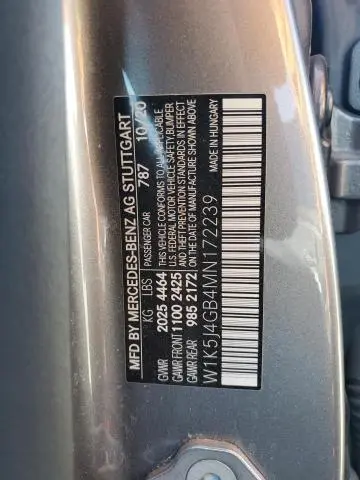 MFD BY MERCEDES-BENZ AG STUTTGART
PASSENGER CAR 787 10/20
KG LBS
GVWR 2025 4464
GAWR FRONT 1100 2425
GAWR REAR 985 2172
THIS VEHICLE CONFORMS TO ALL APPLICABLE
U.S. FEDERAL MOTOR VEHICLE SAFETY, BUMPER
AND THEFT PREVENTION STANDARDS IN EFFECT
ON THE DATE OF MANUFACTURE SHOWN ABOVE
W1K5J4GB4MN172239
MADE IN HUNGARY